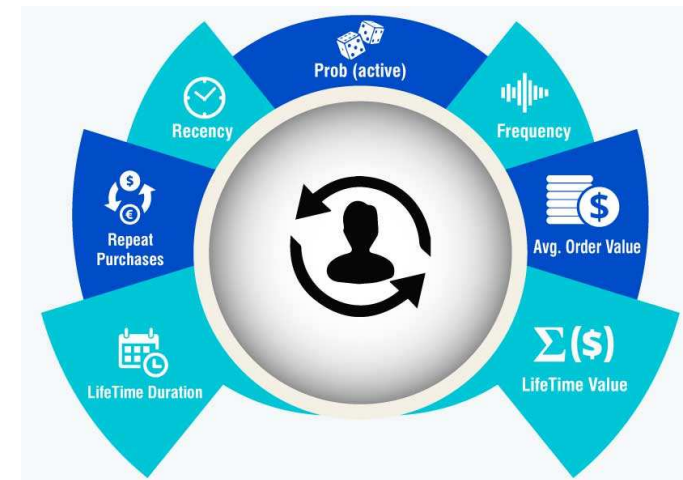 Prob (active)
Recency
Frequency
Repeat
Purchases
Avg. Order Value
LifeTime Duration
Σ($)
LifeTime Value
$
€
$